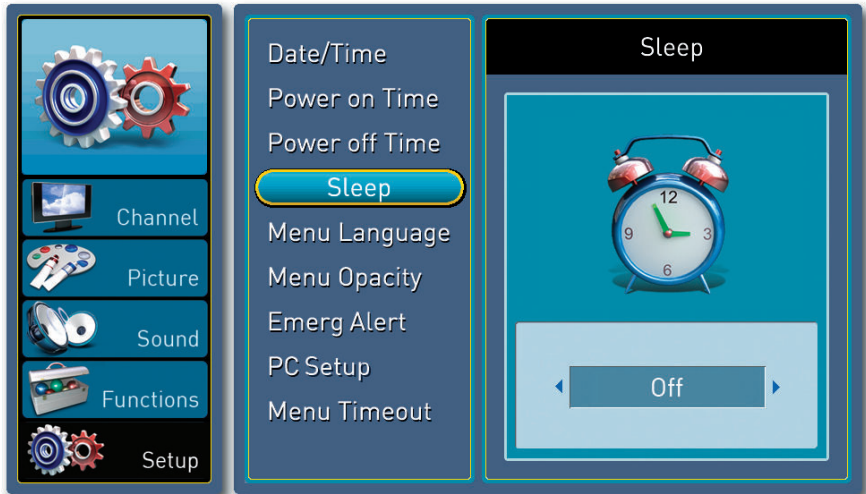 Channel
Picture
Sound
Functions
Setup
Date/Time
Power on Time
Power off Time
Sleep
Menu Language
Menu Opacity
Emerg Alert
PC Setup
Menu Timeout
Sleep
12
9
3
6
Off